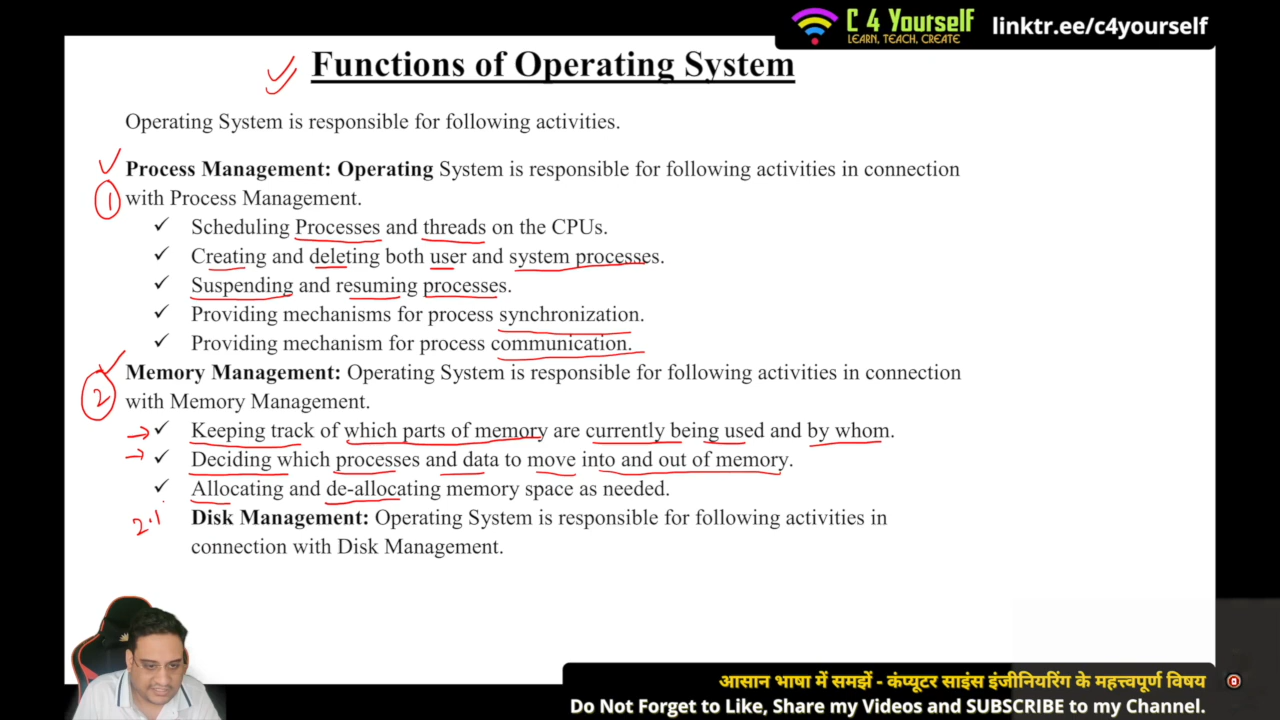 C 4 Yourself
LEARN, TEACH, CREATE
linktr.ee/c4yourself
Functions of Operating System
Operating System is responsible for following activities.
Process Management: Operating System is responsible for following activities in connection
1
with Process Management.
✓ Scheduling Processes and threads on the CPUs.
✓ Creating and deleting both user and system processes.
✓ Suspending and resuming processes.
✓ Providing mechanisms for process synchronization.
✓ Providing mechanism for process communication.
Memory Management: Operating System is responsible for following activities in connection
2
with Memory Management.
✓ Keeping track of which parts of memory are currently being used and by whom.
✓ Deciding which processes and data to move into and out of memory.
✓ Allocating and de-allocating memory space as needed.
2.1
Disk Management: Operating System is responsible for following activities in
connection with Disk Management.
आसान भाषा में समझें - कंप्यूटर साइंस इंजीनियरिंग के महत्त्वपूर्ण विषय
Do Not Forget to Like, Share my Videos and SUBSCRIBE to my Channel.